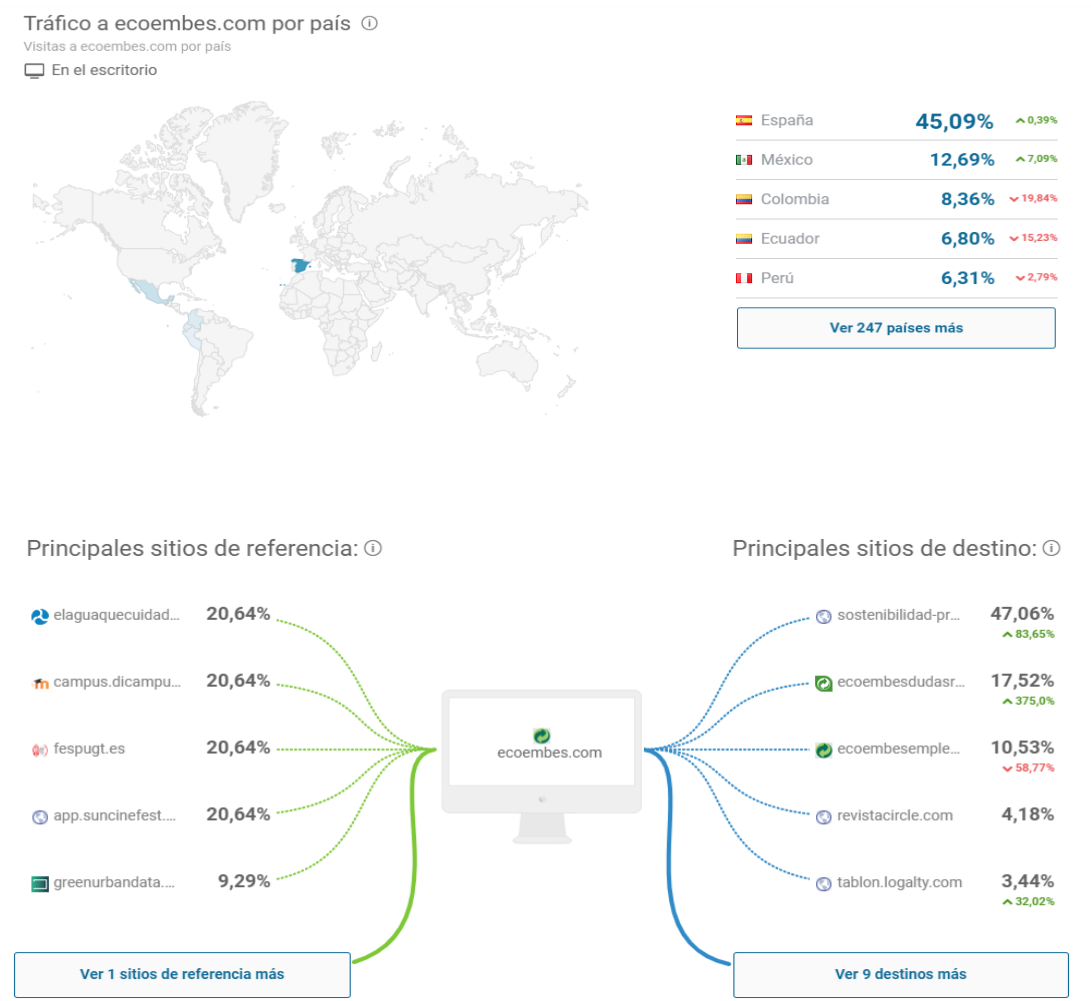 Tráfico a ecoembes.com por país
Visitas a ecoembes.com por país
En el escritorio
España 45,09% 0,39%
México 12,69% 7,09%
Colombia 8,36% 19,84%
Ecuador 6,80% 15,23%
Perú 6,31% 2,79%
Ver 247 países más
Principales sitios de referencia:
elaguaquecuidad... 20,64%
campus.dicampu... 20,64%
fespugt.es 20,64%
app.suncinefest.... 20,64%
greenurbandata.... 9,29%
Ver 1 sitios de referencia más
ecoembes.com
Principales sitios de destino:
sostenibilidad-pr... 47,06%
83,65%
ecoembesdudasr... 17,52%
375,0%
ecoembesemple... 10,53%
58,77%
revistacircle.com 4,18%
tablon.logalty.com 3,44%
32,02%
Ver 9 destinos más